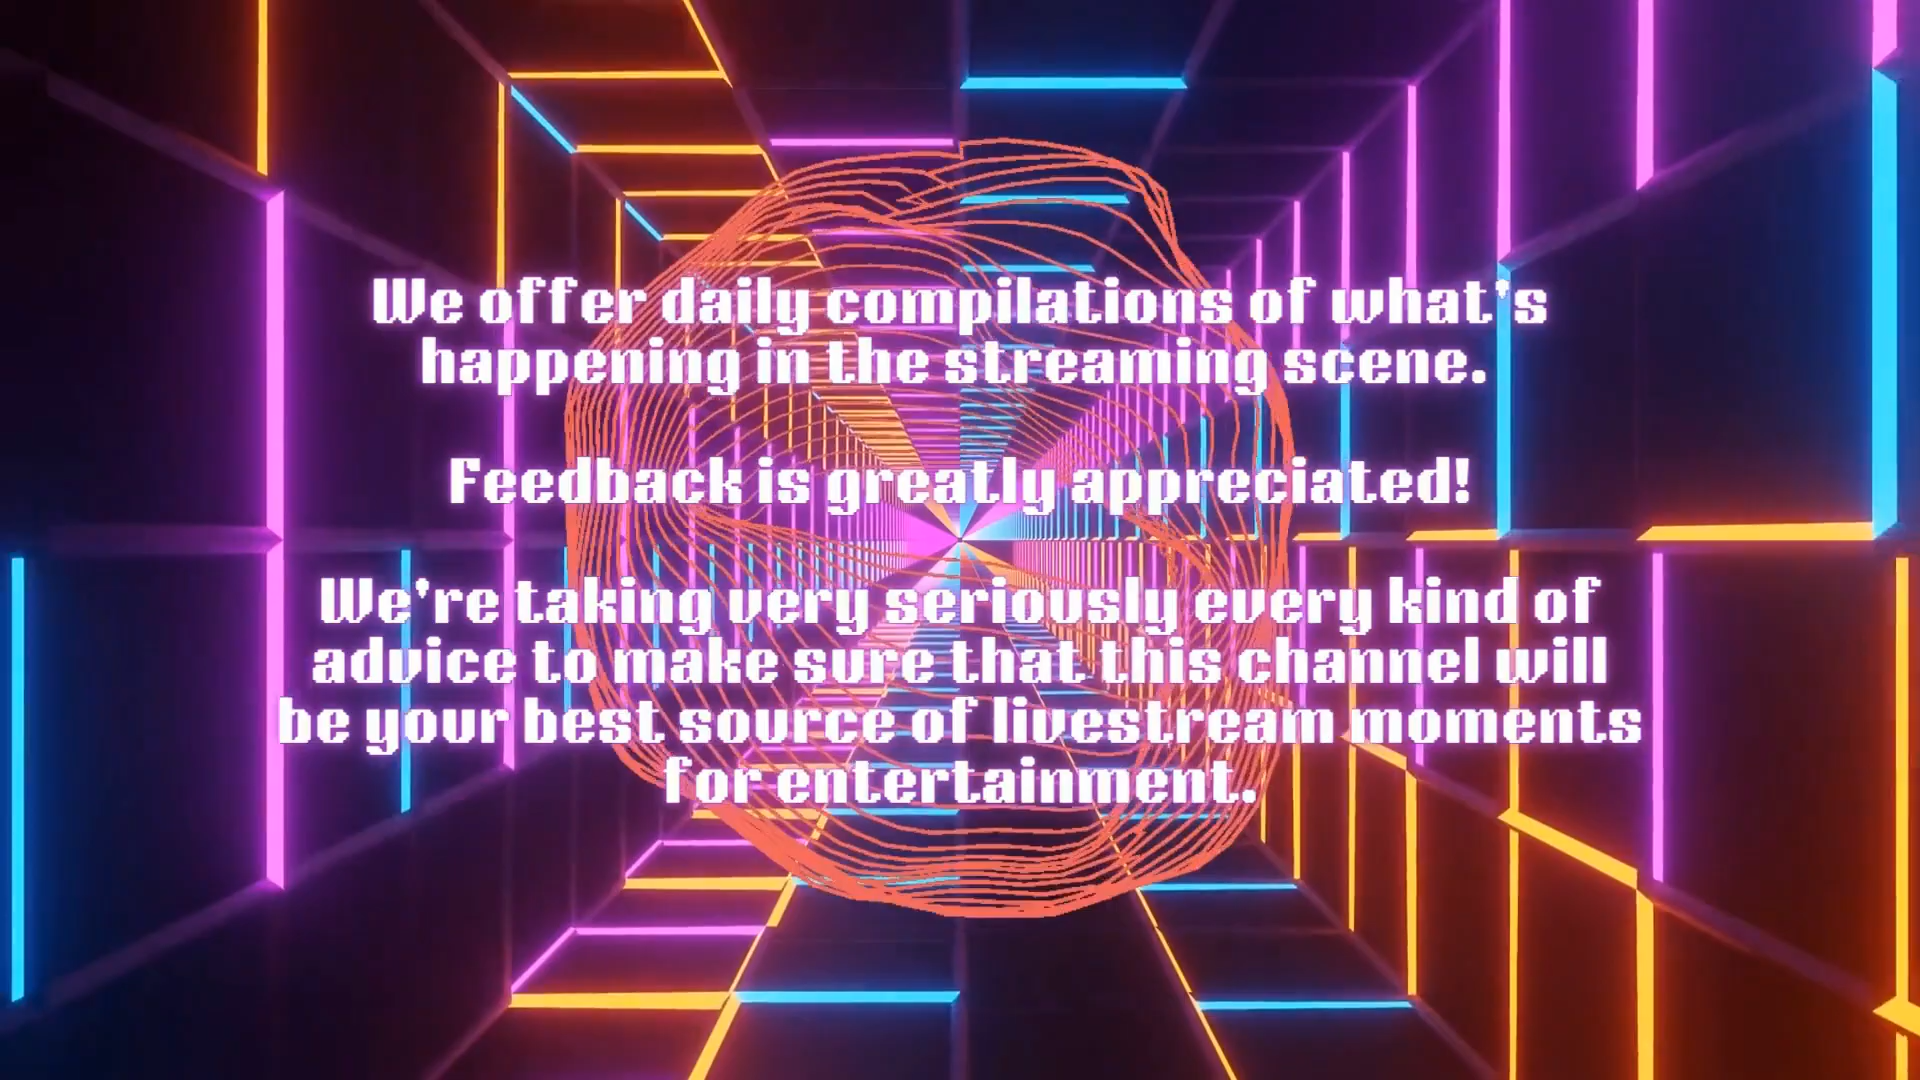 We offer daily compilations of what's
happening in the streaming scene.
Feedback is greatly appreciated!
We're taking very seriously every kind of
advice to make sure that this channel will
be your best source of livestream moments
for entertainment.